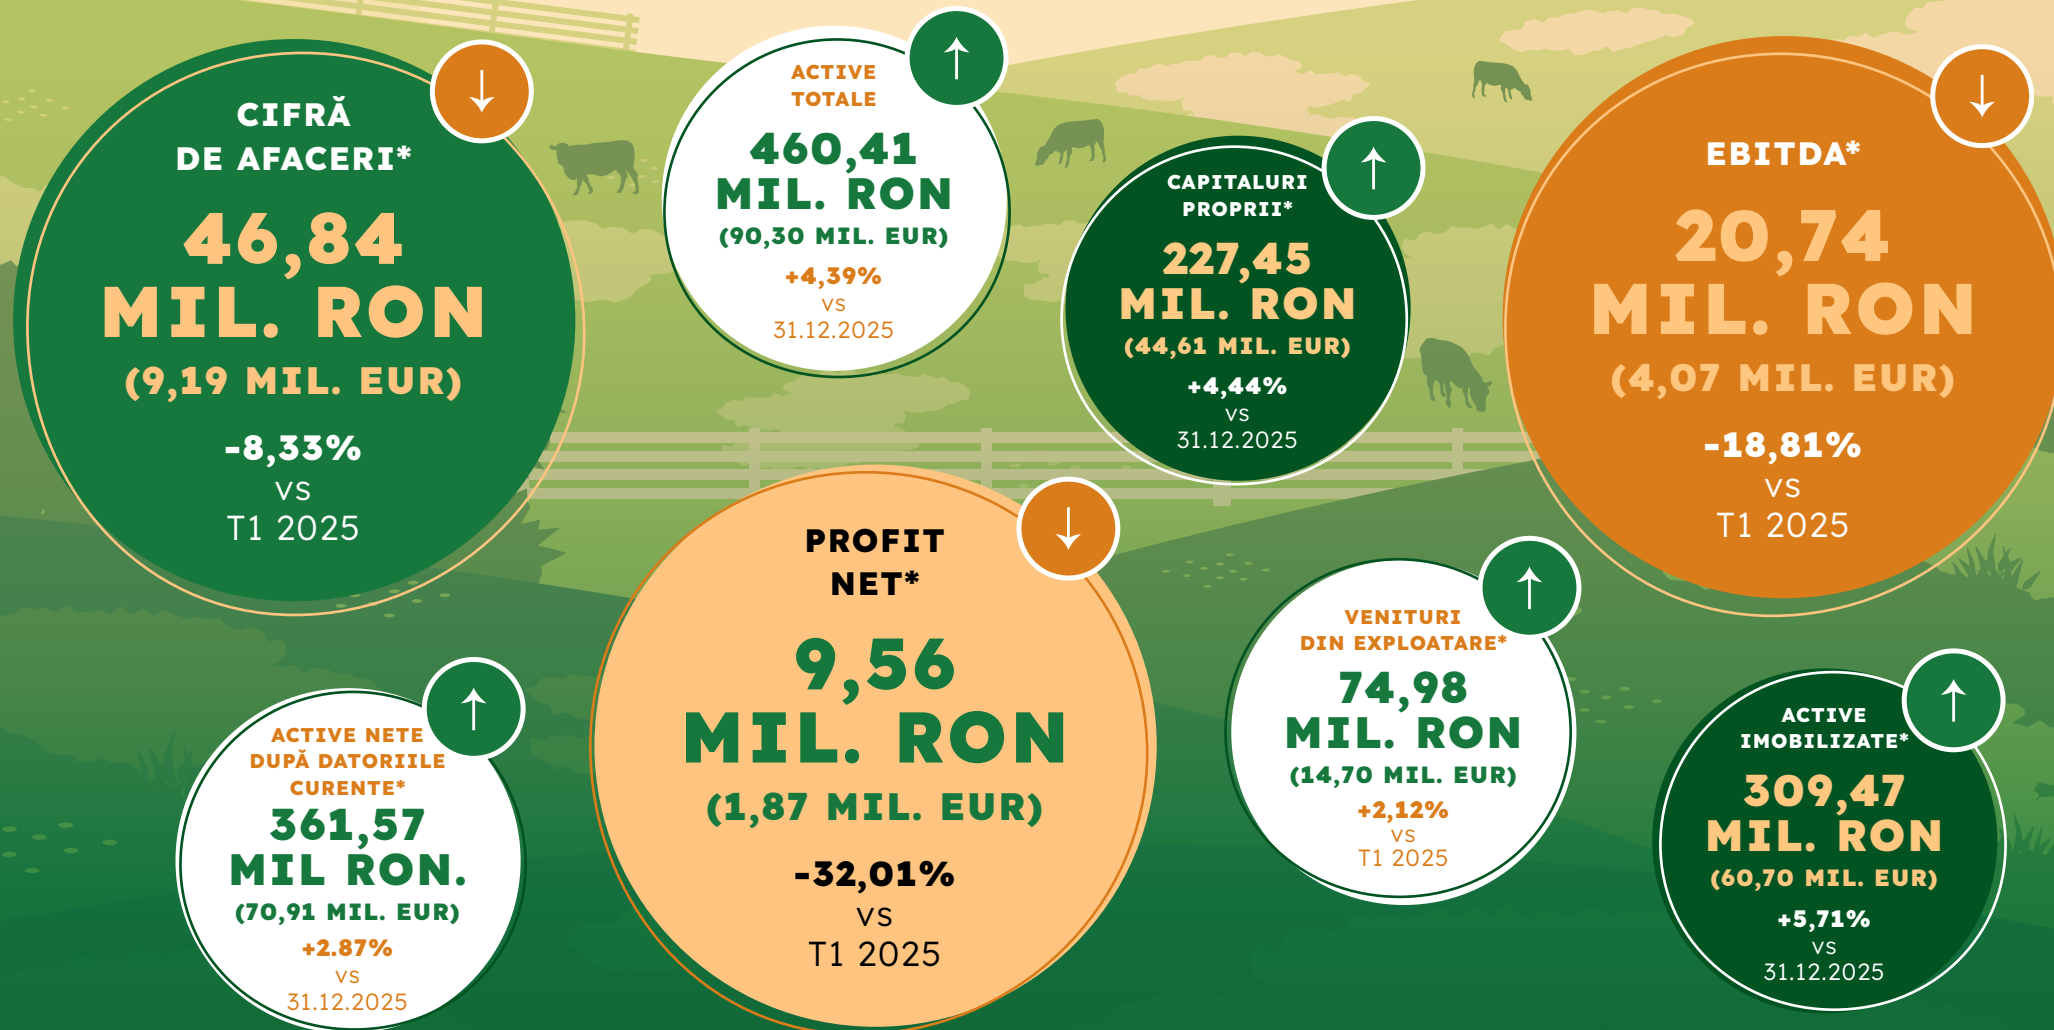 CIFRĂ
DE AFACERI*
46,84
MIL. RON
(9,19 MIL. EUR)
-8,33%
VS
T1 2025
ACTIVE
TOTALE
460,41
MIL. RON
(90,30 MIL. EUR)
+4,39%
VS
31.12.2025
CAPITALURI
PROPRII*
227,45
MIL. RON
(44,61 MIL. EUR)
+4,44%
VS
31.12.2025
EBITDA*
20,74
MIL. RON
(4,07 MIL. EUR)
-18,81%
VS
T1 2025
ACTIVE NETE
DUPĂ DATORIILE
CURENTE*
361,57
MIL RON.
(70,91 MIL. EUR)
+2.87%
VS
31.12.2025
PROFIT
NET*
9,56
MIL. RON
(1,87 MIL. EUR)
-32,01%
VS
T1 2025
VENITURI
DIN EXPLOATARE*
74,98
MIL. RON
(14,70 MIL. EUR)
+2,12%
VS
T1 2025
ACTIVE
IMOBILIZATE*
309,47
MIL. RON
(60,70 MIL. EUR)
+5,71%
VS
31.12.2025